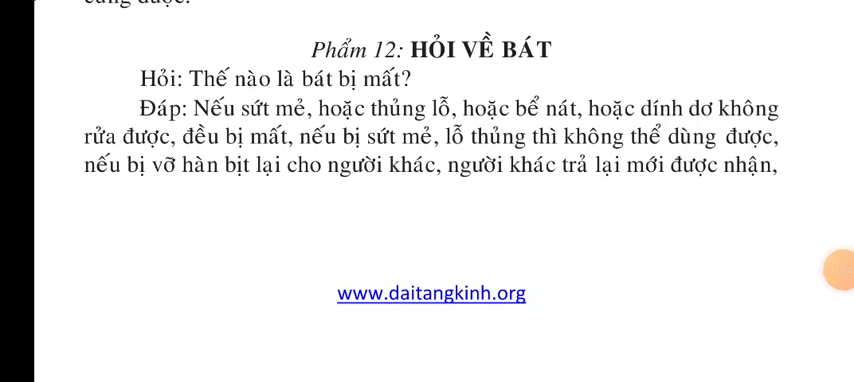 Phẩm 12: HỎI VỀ BÁT
Hỏi: Thế nào là bát bị mất?
Đáp: Nếu sứt mẻ, hoặc thủng lỗ, hoặc bể nát, hoặc dính dơ không
rửa được, đều bị mất, nếu bị sứt mẻ, lỗ thủng thì không thể dùng được,
nếu bị vỡ hàn bịt lại cho người khác, người khác trả lại mới được nhận,
www.daitangkinh.org